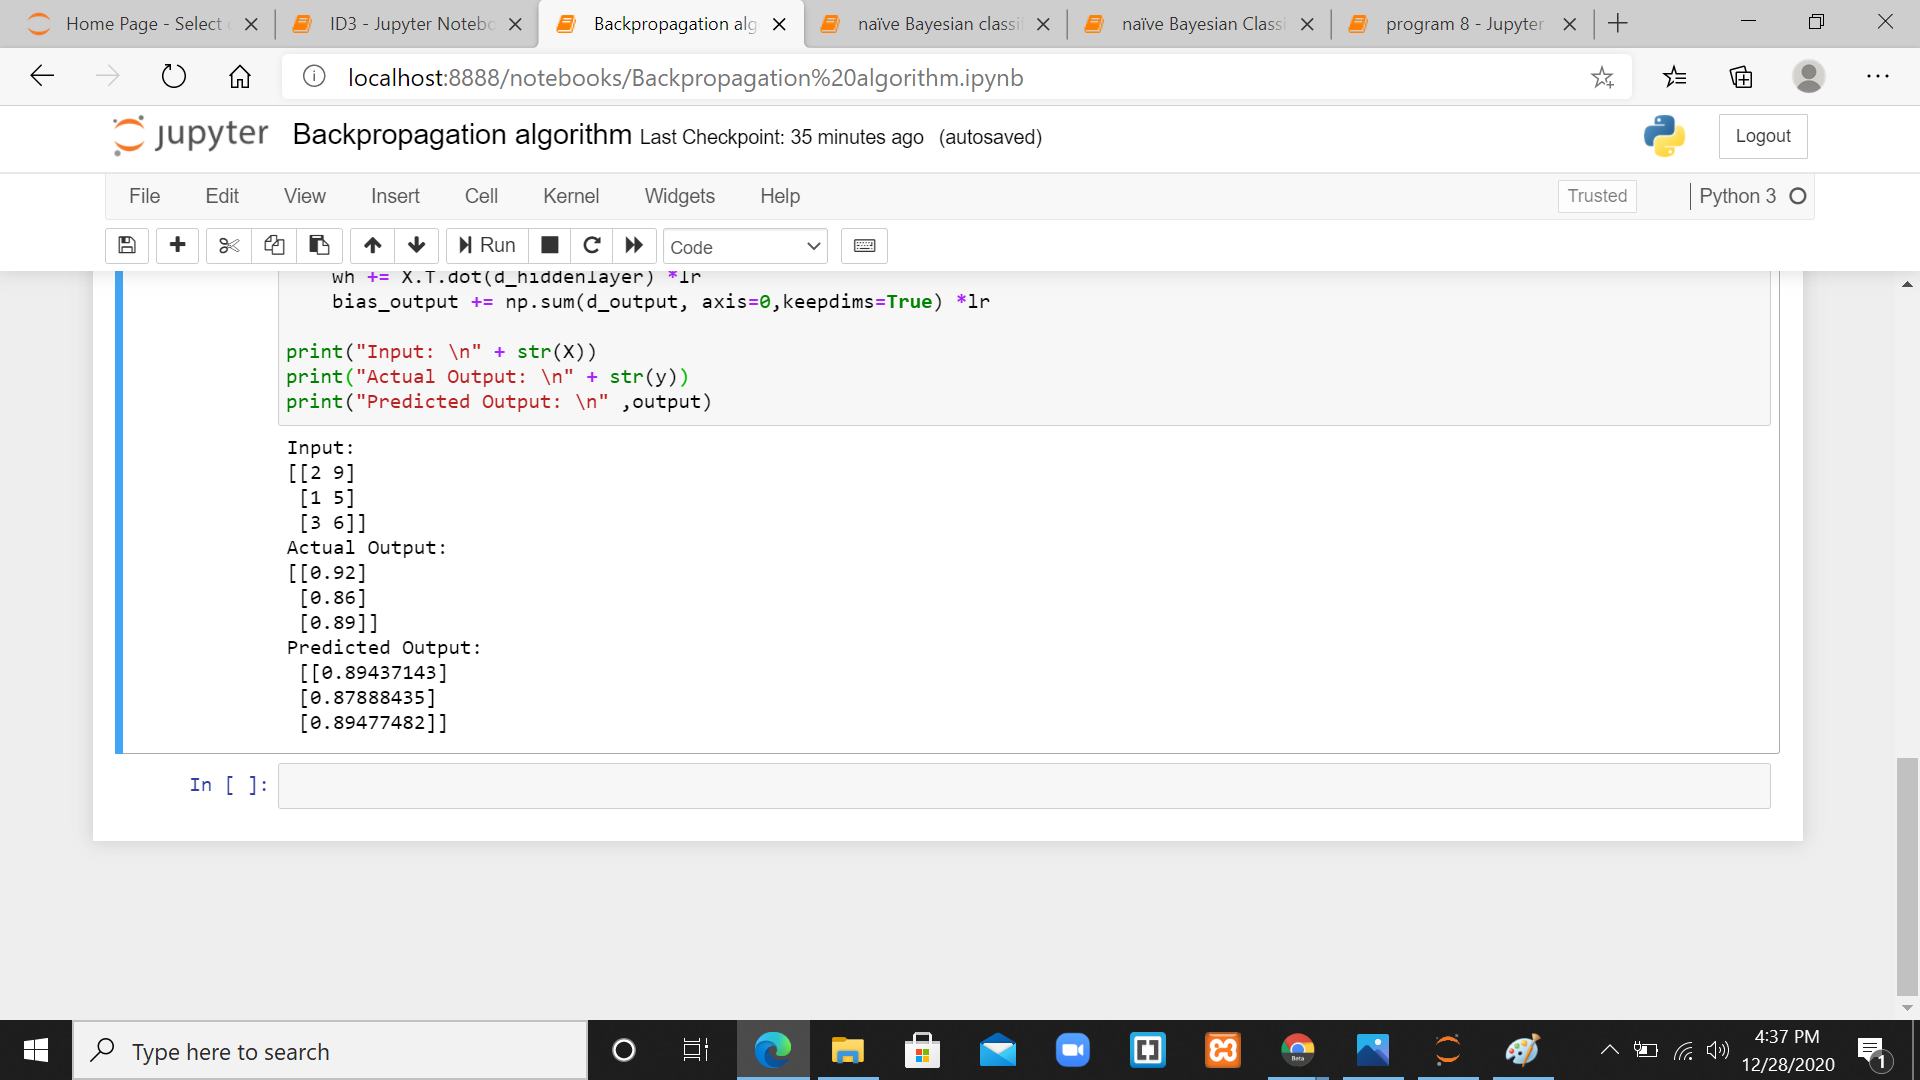 Home Page - Select
ID3 - Jupyter Notebo
Backpropagation alg
naïve Bayesian classi
naïve Bayesian Classi
program 8 - Jupyter
localhost:8888/notebooks/Backpropagation%20algorithm.ipynb
jupyter Backpropagation algorithm Last Checkpoint: 35 minutes ago (autosaved)
Logout
File Edit View Insert Cell Kernel Widgets Help
Trusted
Python 3
Run
Code
wh += X.T.dot(d_hiddenlayer) *lr
bias_output += np.sum(d_output, axis=0,keepdims=True) *lr
print("Input: \n" + str(X))
print("Actual Output: \n" + str(y))
print("Predicted Output: \n" ,output)
Input:
[[2 9]
[1 5]
[3 6]]
Actual Output:
[[0.92]
[0.86]
[0.89]]
Predicted Output:
[[0.89437143]
[0.87888435]
[0.89477482]]
In [ ]:
Type here to search
Beta
4:37 PM
12/28/2020
1